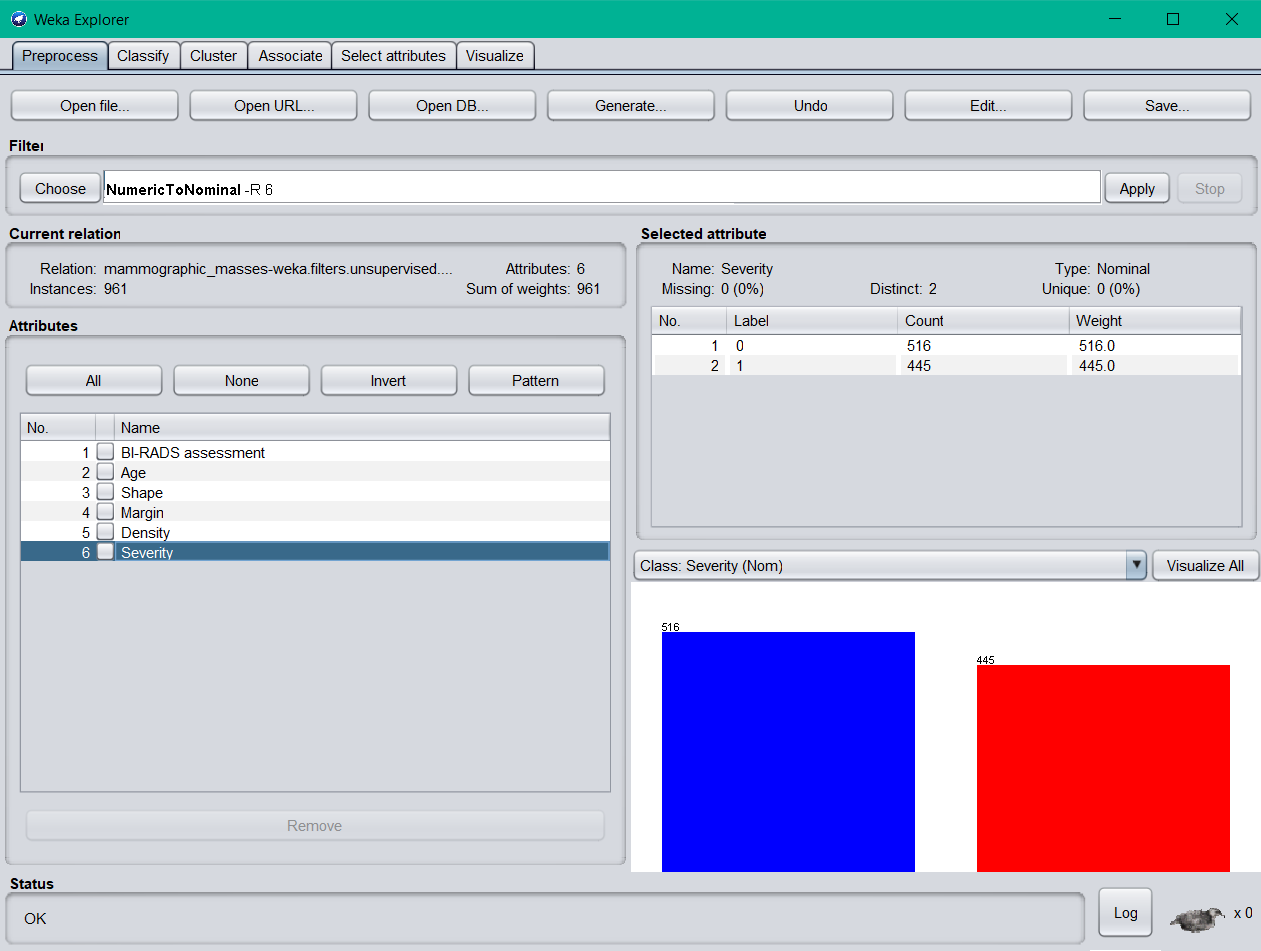 Weka Explorer
Preprocess Classify Cluster Associate Select attributes Visualize
Open file... Open URL... Open DB... Generate... Undo Edit... Save...
Filter
Choose NumericToNominal -R 6 Apply Stop
Current relation
Relation: mammographic_masses-weka.filters.unsupervised.... Attributes: 6
Instances: 961 Sum of weights: 961
Attributes
All None Invert Pattern
No. Name
1 BI-RADS assessment
2 Age
3 Shape
4 Margin
5 Density
6 Severity
Remove
Selected attribute
Name: Severity Type: Nominal
Missing: 0 (0%) Distinct: 2 Unique: 0 (0%)
No. Label Count Weight
1 0 516 516.0
2 1 445 445.0
Class: Severity (Nom) Visualize All
516
445
Status
OK
Log x 0